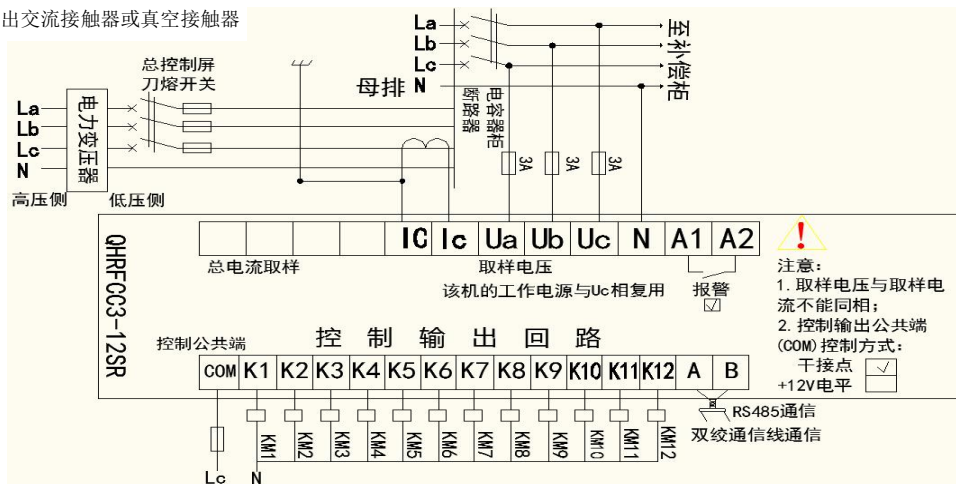 出交流接触器或真空接触器
La
Lb
Lc
母排 N
至补偿柜
总控制屏
刀熔开关
断路器
电容器柜
La
Lb
Lc
N
电力变压器
高压侧
低压侧
3A
3A
3A
QHRFCC3-12SR
IC Ic Ua Ub Uc N A1 A2
总电流取样
取样电压
该机的工作电源与Uc相复用
报警
注意:
1. 取样电压与取样电
流不能同相;
2. 控制输出公共端
(COM)控制方式:
干接点
+12V电平
控制公共端
控制输出回路
COM K1 K2 K3 K4 K5 K6 K7 K8 K9 K10 K11 K12 A B
KM1 KM2 KM3 KM4 KM5 KM6 KM7 KM8 KM9 KM10 KM11 KM12
RS485通信
双绞通信线通信
Lc N